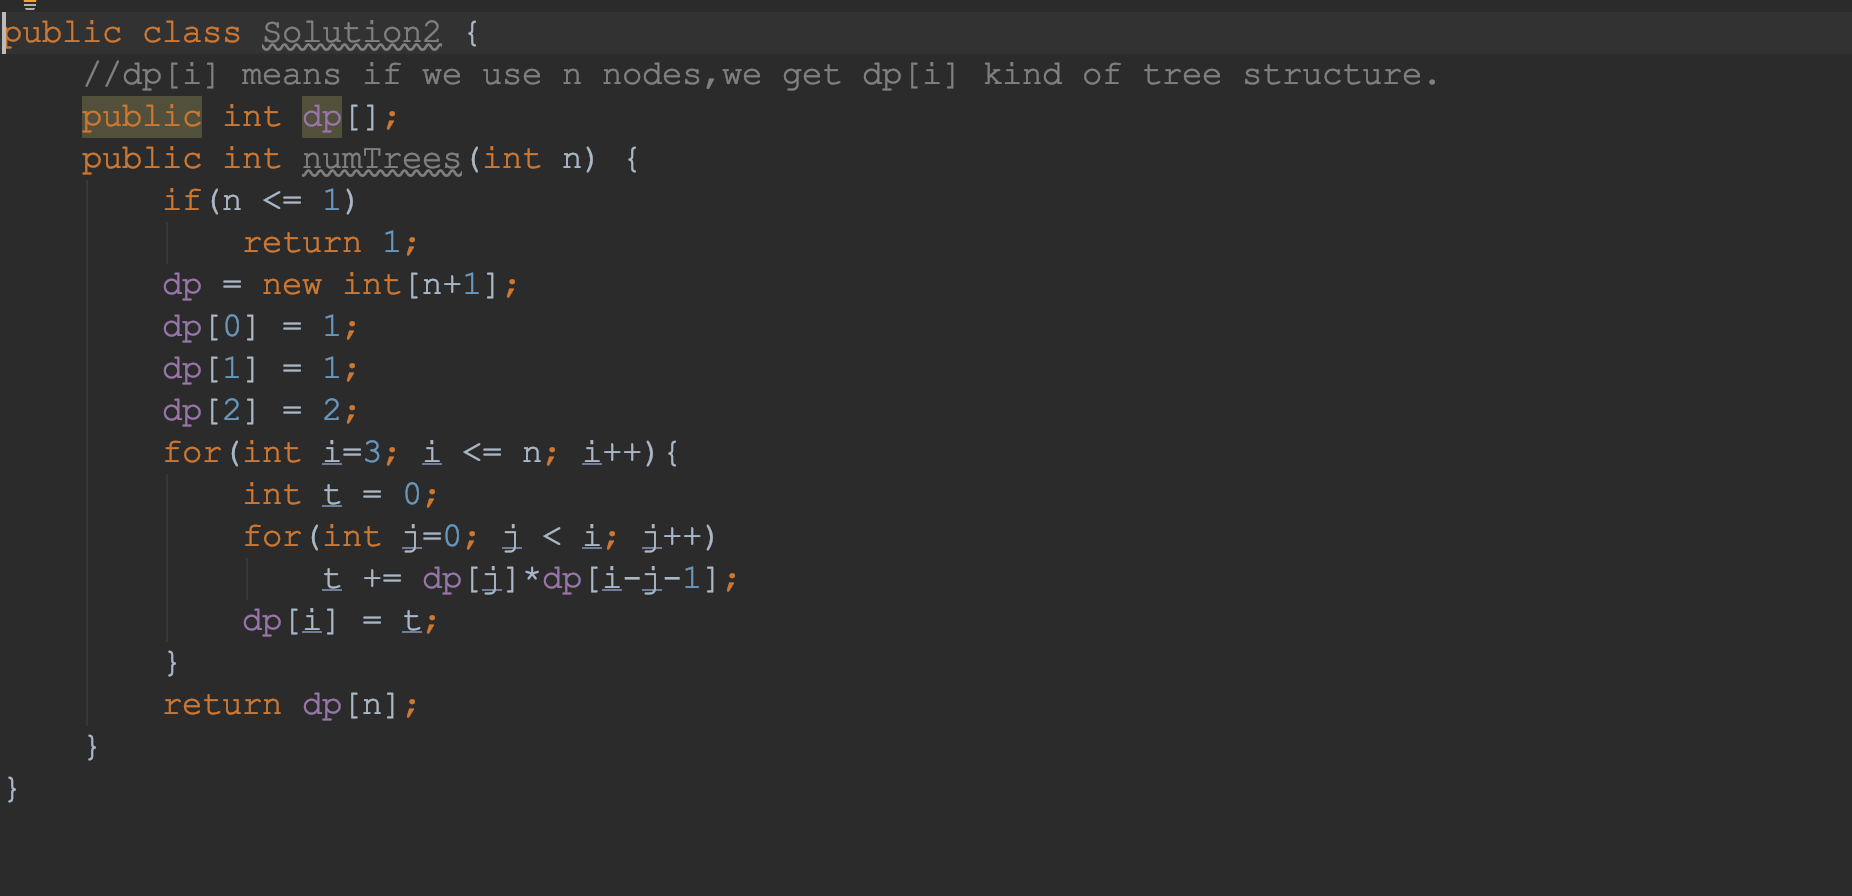 public class Solution2 {
    //dp[i] means if we use n nodes,we get dp[i] kind of tree structure.
    public int dp[];
    public int numTrees(int n) {
        if(n <= 1)
            return 1;
        dp = new int[n+1];
        dp[0] = 1;
        dp[1] = 1;
        dp[2] = 2;
        for(int i=3; i <= n; i++){
            int t = 0;
            for(int j=0; j < i; j++)
                t += dp[j]*dp[i-j-1];
            dp[i] = t;
        }
        return dp[n];
    }
}